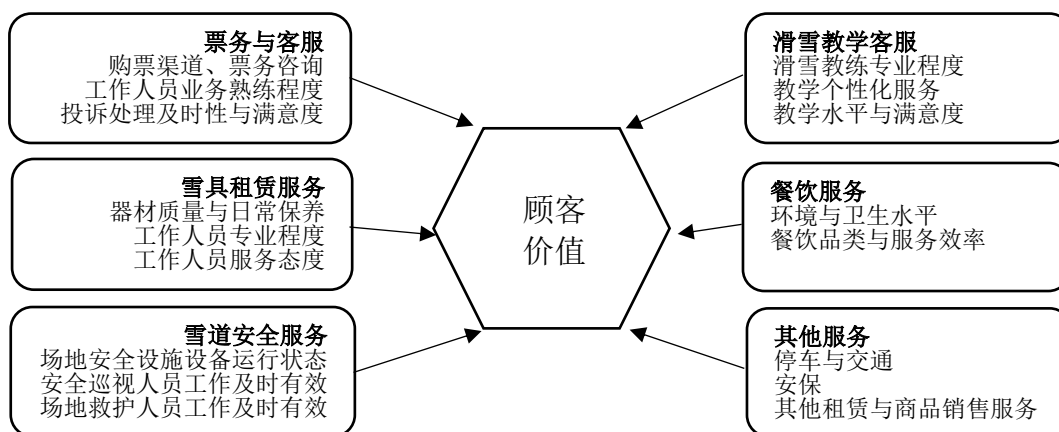 票务与客服
购票渠道、票务咨询
工作人员业务熟练程度
投诉处理及时性与满意度
雪具租赁服务
器材质量与日常保养
工作人员专业程度
工作人员服务态度
雪道安全服务
场地安全设施设备运行状态
安全巡视人员工作及时有效
场地救护人员工作及时有效
顾客
价值
滑雪教学客服
滑雪教练专业程度
教学个性化服务
教学水平与满意度
餐饮服务
环境与卫生水平
餐饮品类与服务效率
其他服务
停车与交通
安保
其他租赁与商品销售服务